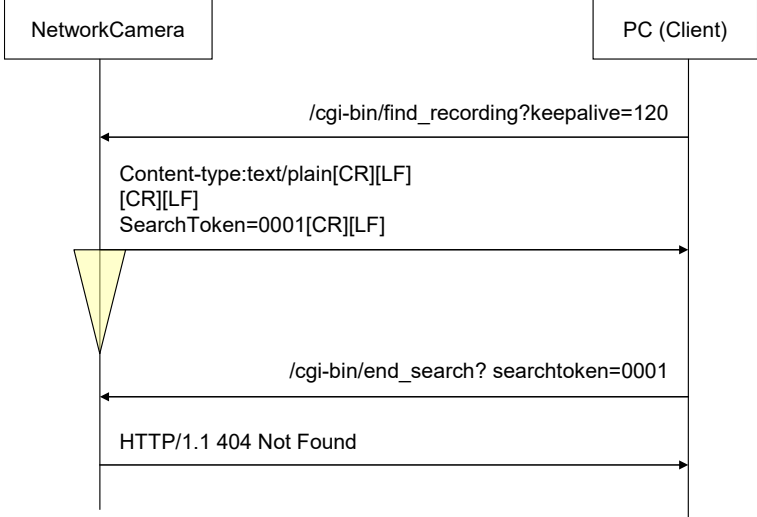 NetworkCamera
PC (Client)
/cgi-bin/find_recording?keepalive=120
Content-type:text/plain[CR][LF]
[CR][LF]
SearchToken=0001[CR][LF]
/cgi-bin/end_search? searchtoken=0001
HTTP/1.1 404 Not Found